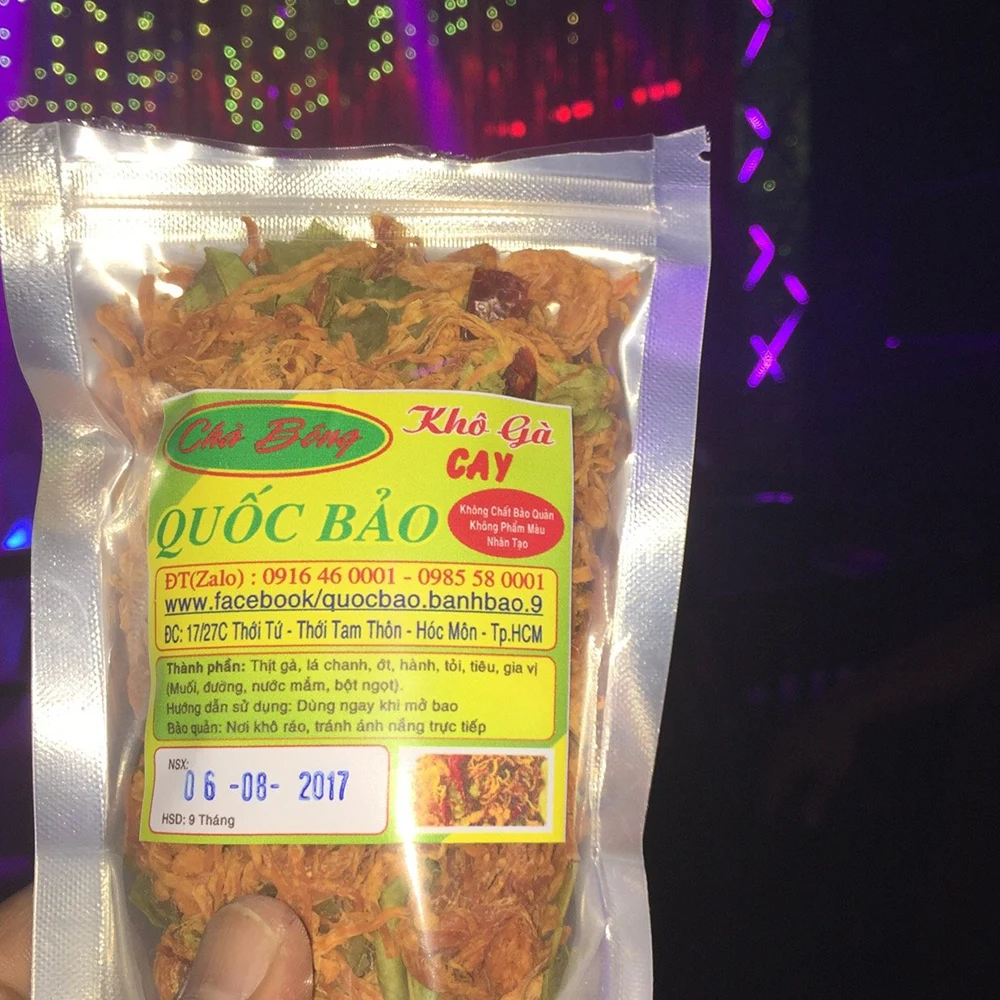 Chà Bông
Khô Gà
CAY
QUỐC BẢO
Không Chất Bảo Quản
Không Phẩm Màu
Nhân Tạo
ĐT(Zalo) : 0916 46 0001 - 0985 58 0001
www.facebook/quocbao.banhbao.9
ĐC: 17/27C Thới Tứ - Thới Tam Thôn - Hóc Môn - Tp.HCM
Thành phần: Thịt gà, lá chanh, ớt, hành, tỏi, tiêu, gia vị
(Muối, đường, nước mắm, bột ngọt).
Hướng dẫn sử dụng: Dùng ngay khi mở bao
Bảo quản: Nơi khô ráo, tránh ánh nắng trực tiếp
NSX:
06 -08- 2017
HSD: 9 Tháng